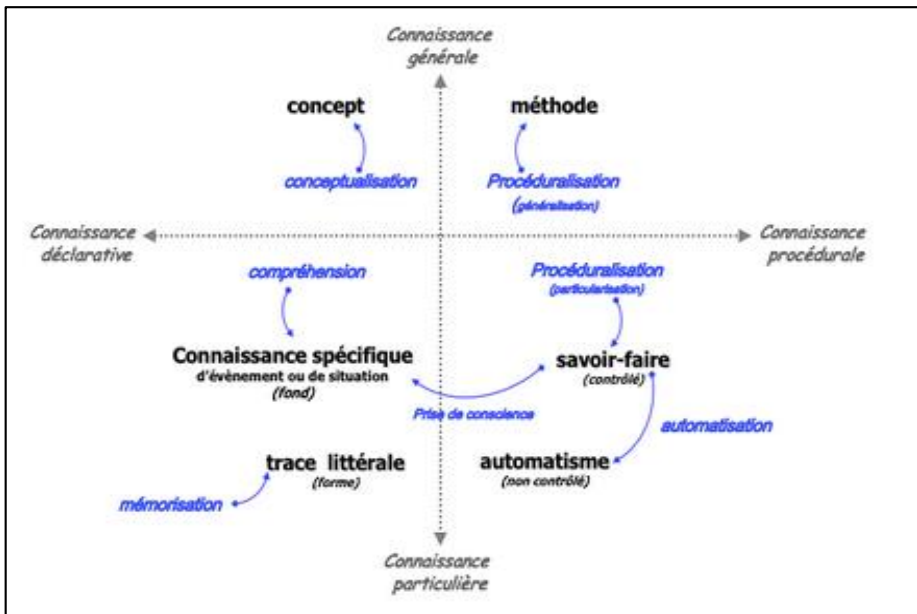 Connaissance
générale
concept
méthode
conceptualisation
Procéduralisation
(généralisation)
Connaissance
déclarative
Connaissance
procédurale
compréhension
Procéduralisation
(particularisation)
Connaissance spécifique
d'évènement ou de situation
(fond)
savoir-faire
(contrôlé)
Prise de conscience
automatisation
trace littérale
(forme)
automatisme
(non contrôlé)
mémorisation
Connaissance
particulière